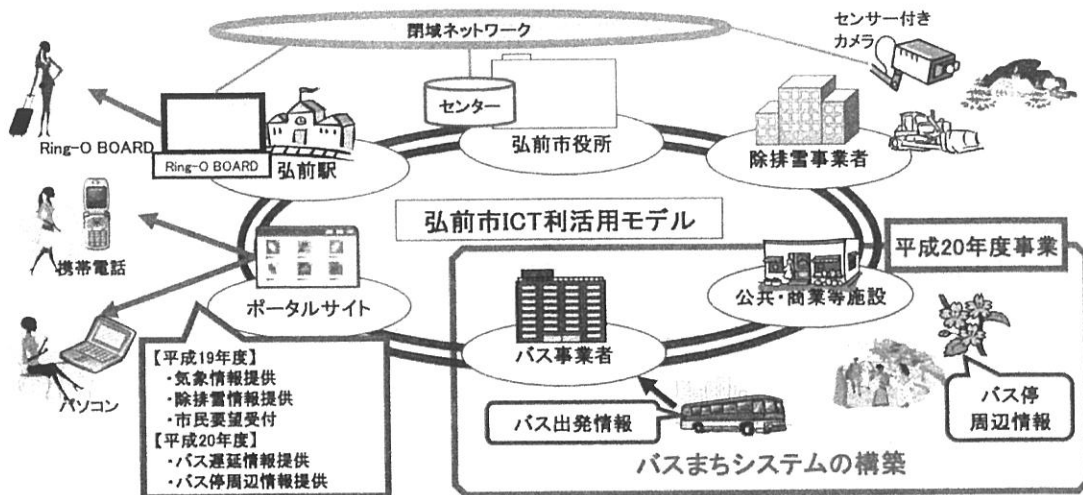 閉域ネットワーク
センサー付き
カメラ
センター
Ring-O BOARD
Ring-O BOARD
弘前駅
弘前市役所
除排雪事業者
弘前市ICT利活用モデル
平成20年度事業
携帯電話
ポータルサイト
公共・商業等施設
バス事業者
パソコン
【平成19年度】
・気象情報提供
・除排雪情報提供
・市民要望受付
【平成20年度】
・バス遅延情報提供
・バス停周辺情報提供
バス出発情報
バス停
周辺情報
バスまちシステムの構築